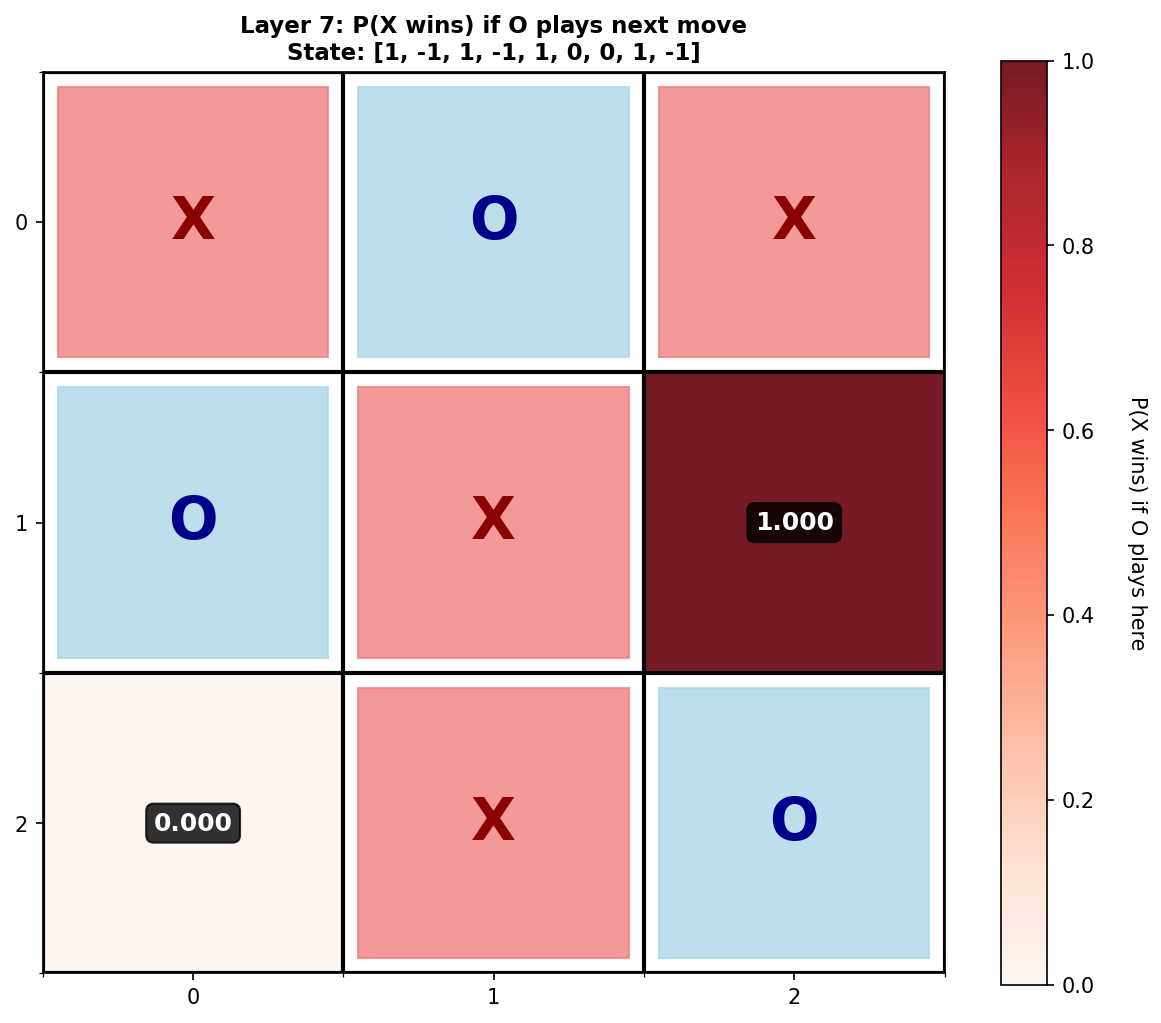 Layer 7: P(X wins) if O plays next move
State: [1, -1, 1, -1, 1, 0, 0, 1, -1]
0
X
O
X
1
O
X
1.000
2
0.000
X
O
0
1
2
1.0
0.8
0.6
0.4
0.2
0.0
P(X wins) if O plays here